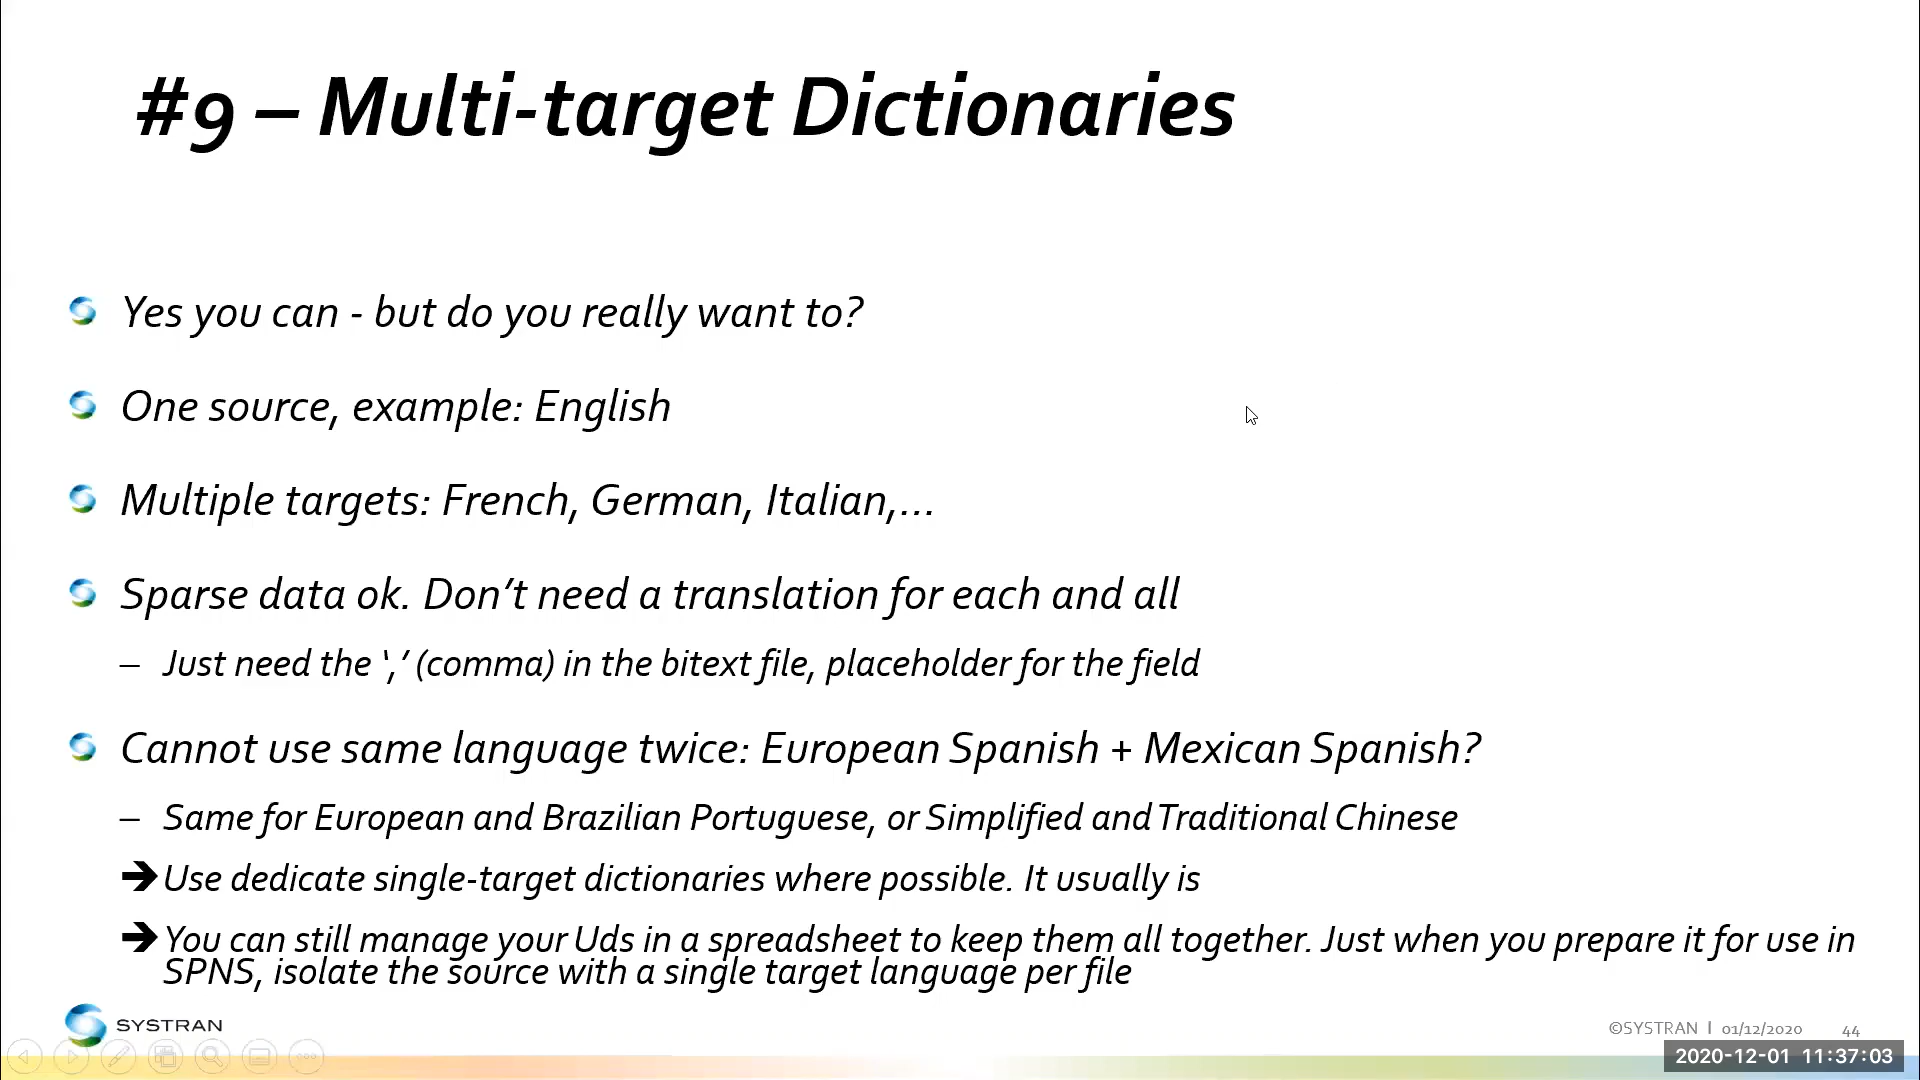 #9 – Multi-target Dictionaries
Yes you can - but do you really want to?
One source, example: English
Multiple targets: French, German, Italian,...
Sparse data ok. Don’t need a translation for each and all
– Just need the ‘,’ (comma) in the bitext file, placeholder for the field
Cannot use same language twice: European Spanish + Mexican Spanish?
– Same for European and Brazilian Portuguese, or Simplified and Traditional Chinese
➔ Use dedicate single-target dictionaries where possible. It usually is
➔ You can still manage your Uds in a spreadsheet to keep them all together. Just when you prepare it for use in
SPNS, isolate the source with a single target language per file
SYSTRAN
©SYSTRAN | 01/12/2020 44
2020-12-01 11:37:03